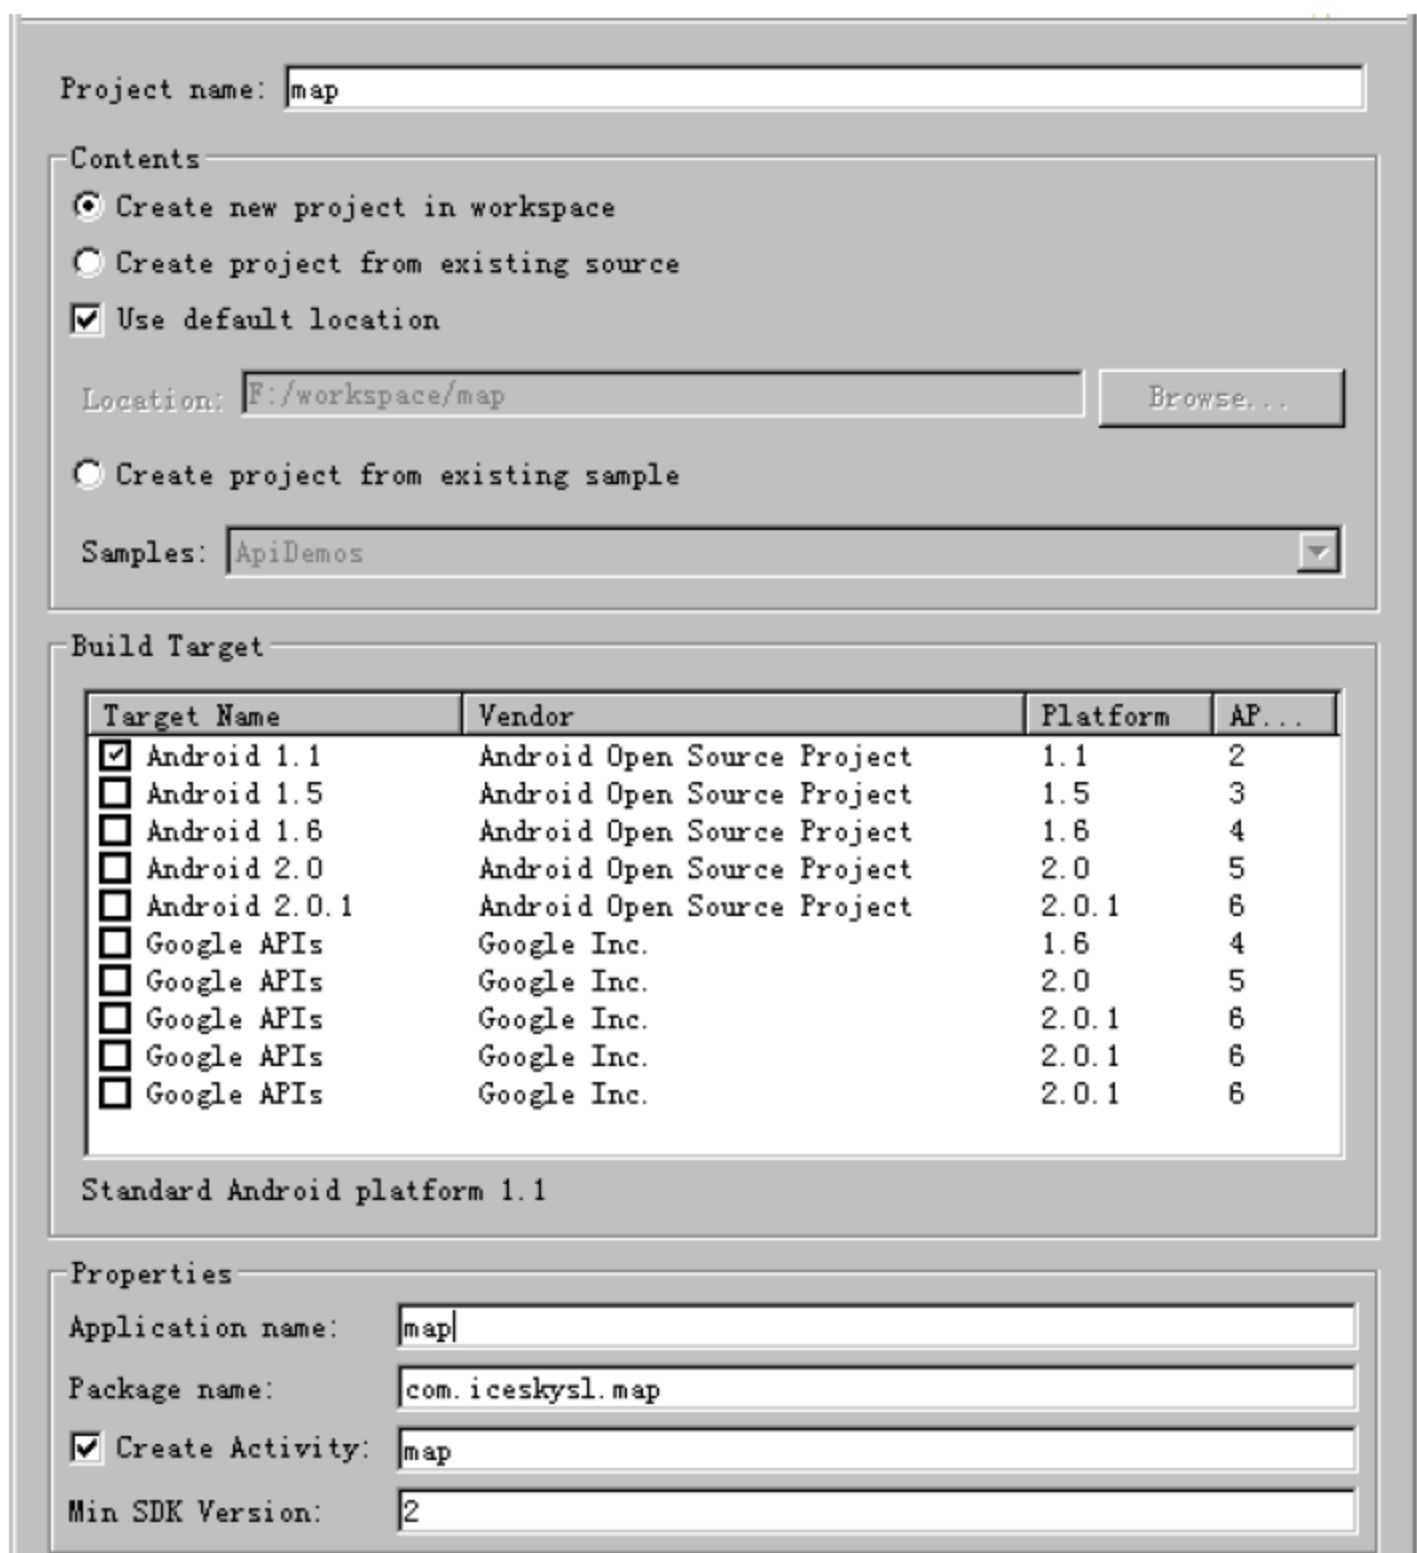 Project name: map
Contents
Create new project in workspace
Create project from existing source
Use default location
Location: F:/workspace/map Browse...
Create project from existing sample
Samples: ApiDemos
Build Target
Target Name Vendor Platform AP...
Android 1.1 Android Open Source Project 1.1 2
Android 1.5 Android Open Source Project 1.5 3
Android 1.6 Android Open Source Project 1.6 4
Android 2.0 Android Open Source Project 2.0 5
Android 2.0.1 Android Open Source Project 2.0.1 6
Google APIs Google Inc. 1.6 4
Google APIs Google Inc. 2.0 5
Google APIs Google Inc. 2.0.1 6
Google APIs Google Inc. 2.0.1 6
Google APIs Google Inc. 2.0.1 6
Standard Android platform 1.1
Properties
Application name: map
Package name: com.iceskysl.map
Create Activity: map
Min SDK Version: 2